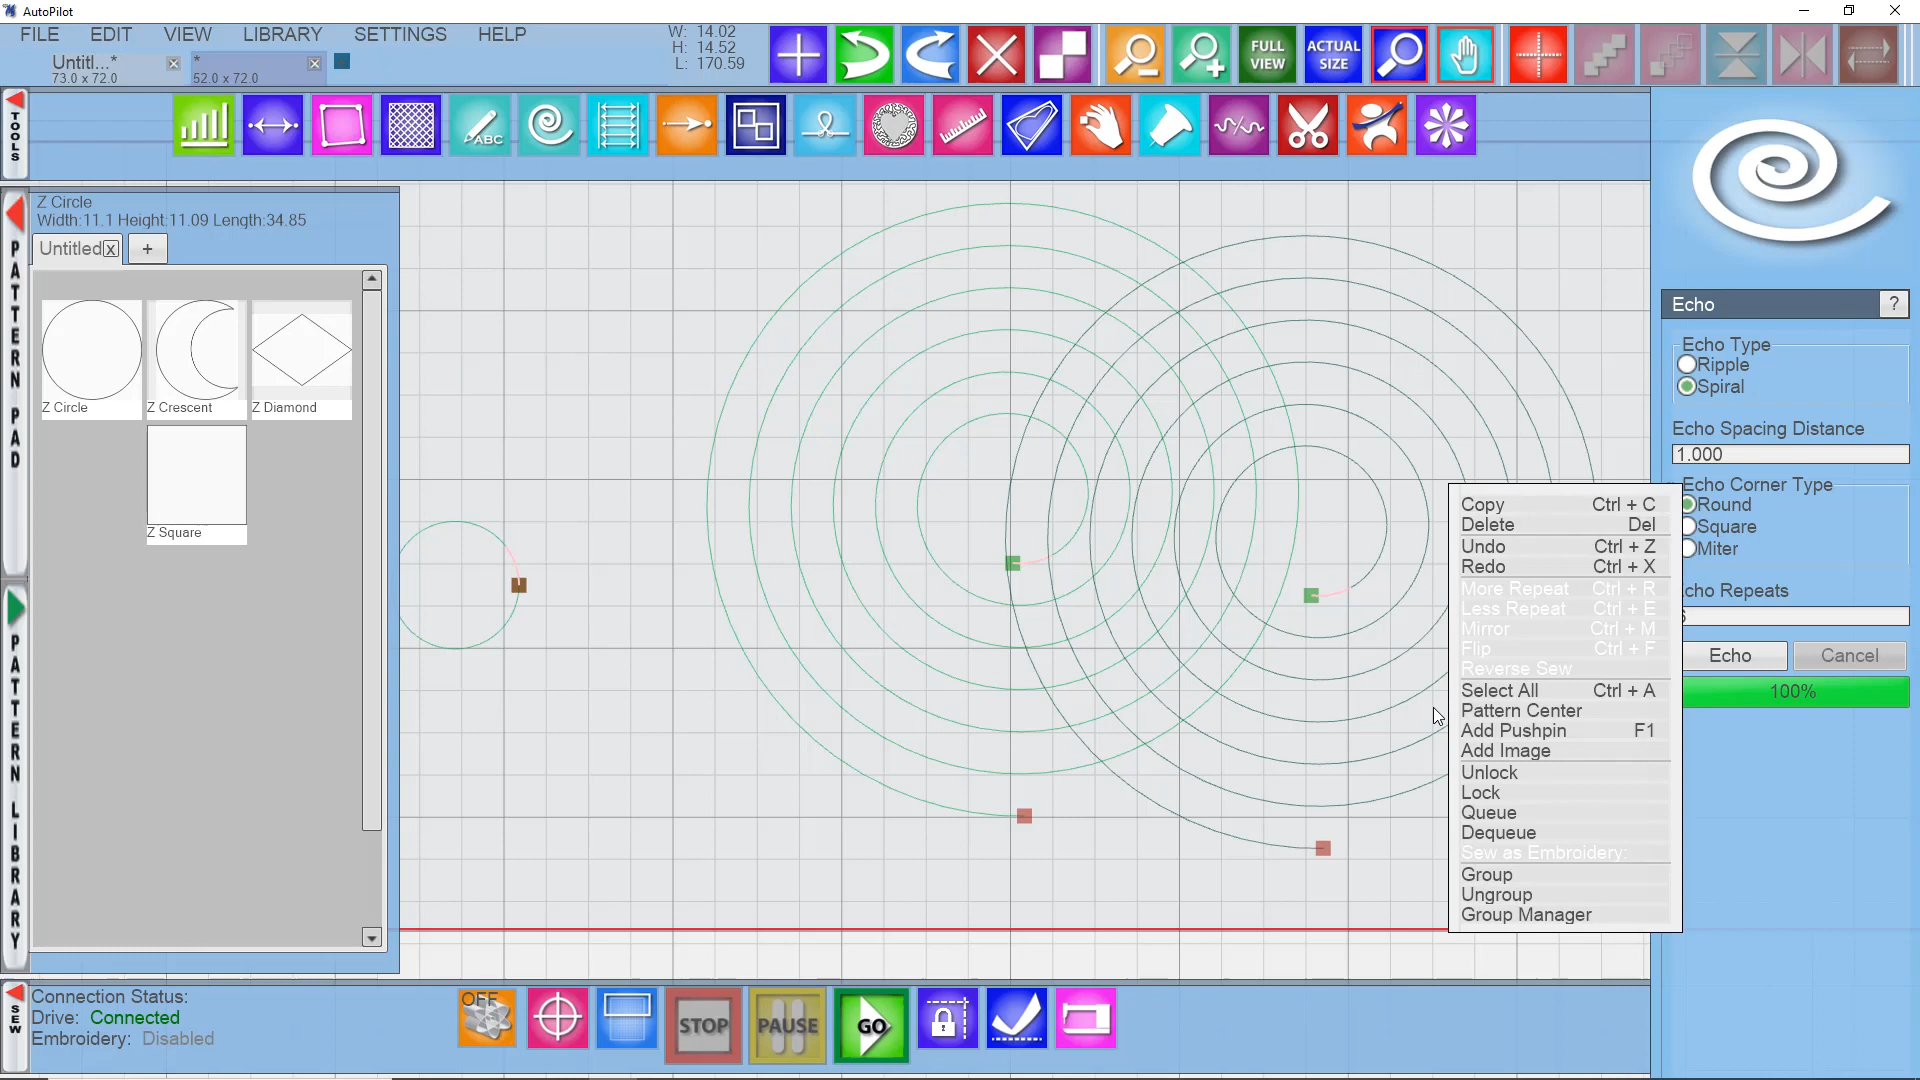 AutoPilot
FILE EDIT VIEW LIBRARY SETTINGS HELP
Untitl...*
73.0 x 72.0
*
52.0 x 72.0
W: 14.02
H: 14.52
L: 170.59
FULL VIEW
ACTUAL SIZE
TOOLS
ABC
PATTERN PAD
PATTERN LIBRARY
Z Circle
Width:11.1 Height:11.09 Length:34.85
Untitled X
+
Z Circle
Z Crescent
Z Diamond
Z Square
Echo
?
Echo Type
Ripple
Spiral
Echo Spacing Distance
1.000
Echo Corner Type
Round
Square
Miter
cho Repeats
Echo
Cancel
100%
Copy Ctrl + C
Delete Del
Undo Ctrl + Z
Redo Ctrl + X
More Repeat Ctrl + R
Less Repeat Ctrl + E
Mirror Ctrl + M
Flip Ctrl + F
Reverse Sew
Select All Ctrl + A
Pattern Center
Add Pushpin F1
Add Image
Unlock
Lock
Queue
Dequeue
Sew as Embroidery:
Group
Ungroup
Group Manager
SEW
Connection Status:
Drive: Connected
Embroidery: Disabled
OFF
STOP
PAUSE
GO